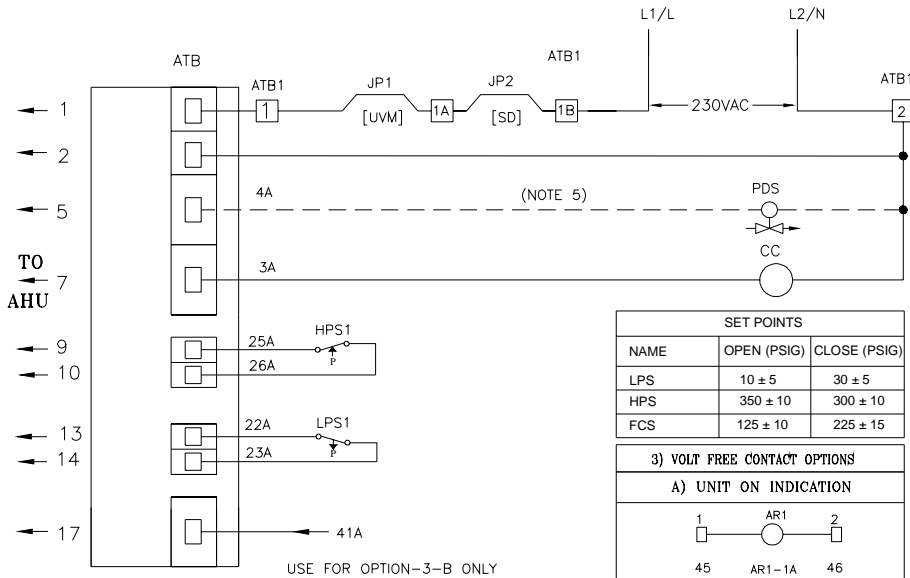 L1/L L2/N
ATB ATB1 ATB1
ATB1 JP1 JP2
1 1 [UVM] 1A [SD] 1B 230VAC 2
2
5 4A (NOTE 5) PDS
TO
7 3A CC
AHU
9 25A HPS1
P
10 26A
13 22A LPS1
P
14 23A
17 41A
USE FOR OPTION-3-B ONLY
SET POINTS
NAME OPEN (PSIG) CLOSE (PSIG)
LPS 10 ± 5 30 ± 5
HPS 350 ± 10 300 ± 10
FCS 125 ± 10 225 ± 15
3) VOLT FREE CONTACT OPTIONS
A) UNIT ON INDICATION
1 AR1 2
45 AR1-1A 46